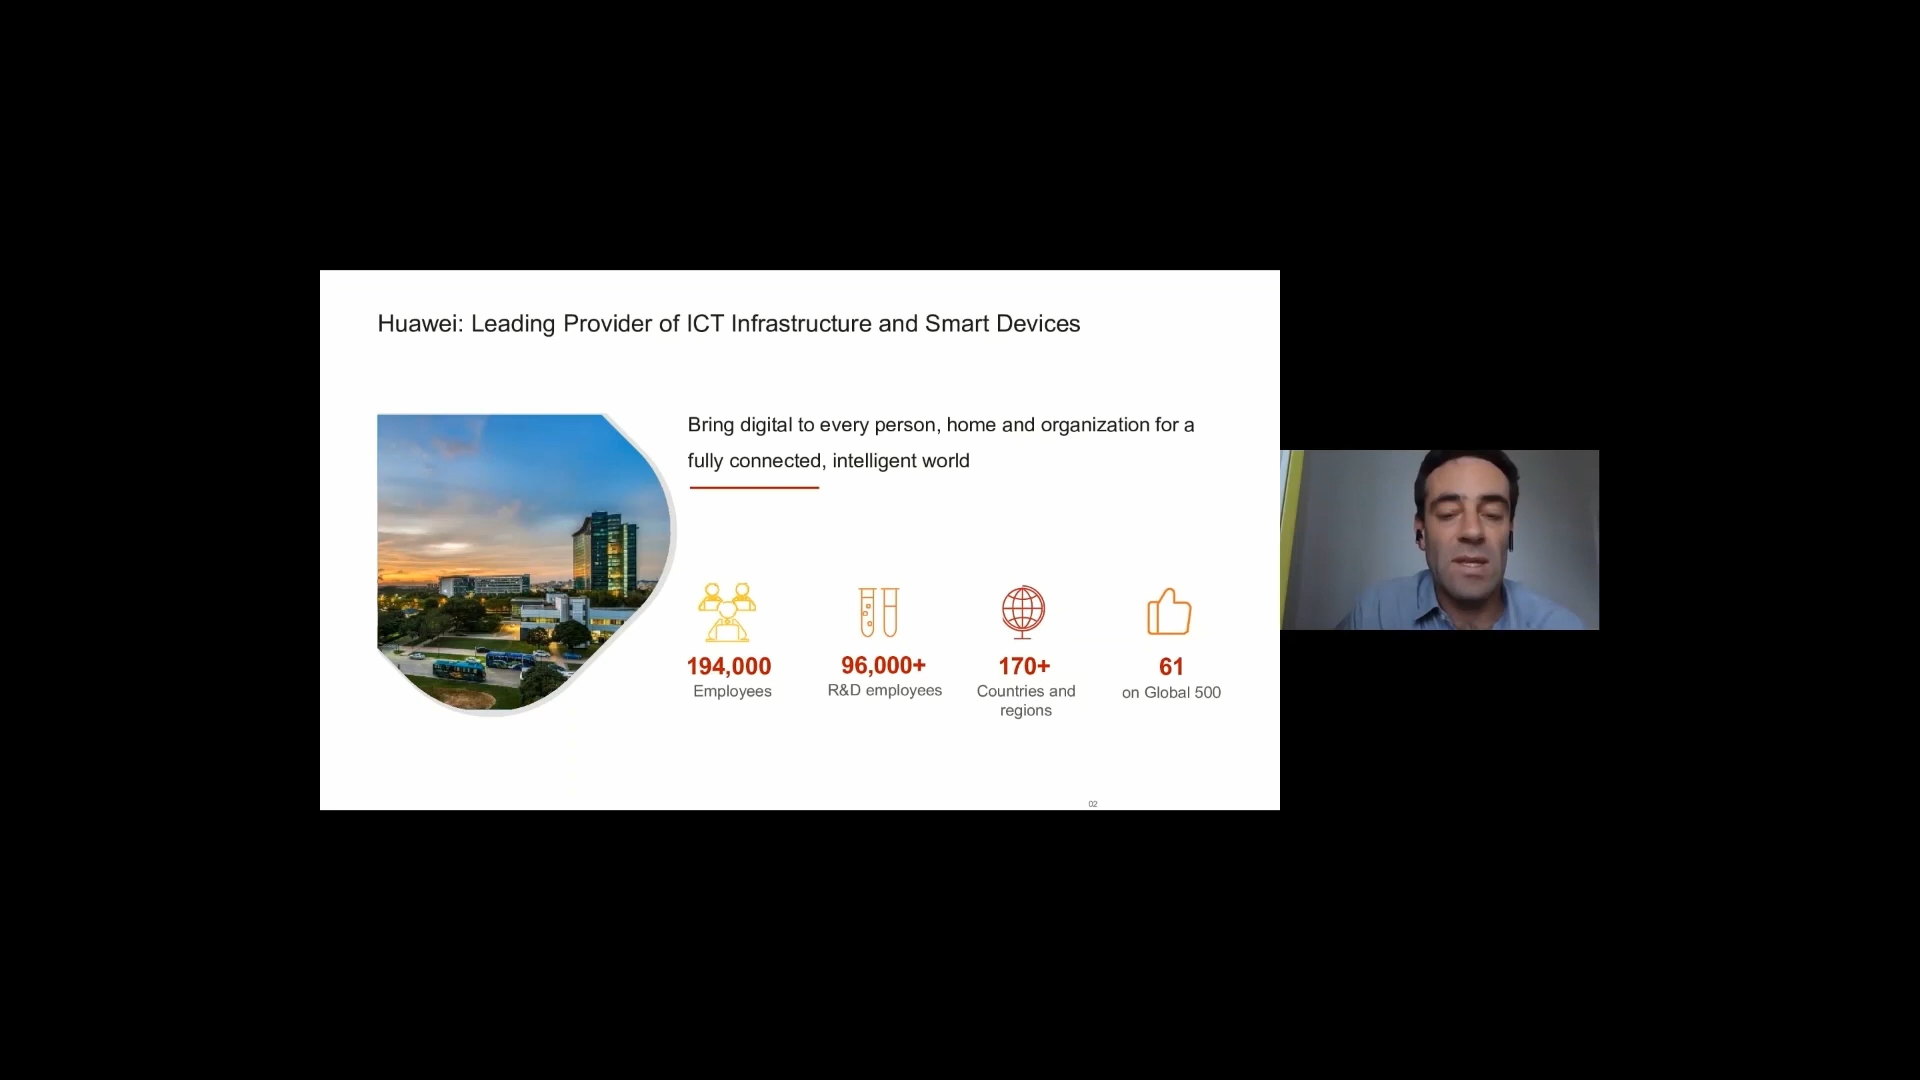 Huawei: Leading Provider of ICT Infrastructure and Smart Devices
Bring digital to every person, home and organization for a
fully connected, intelligent world
194,000
Employees
96,000+
R&D employees
170+
Countries and
regions
61
on Global 500
02